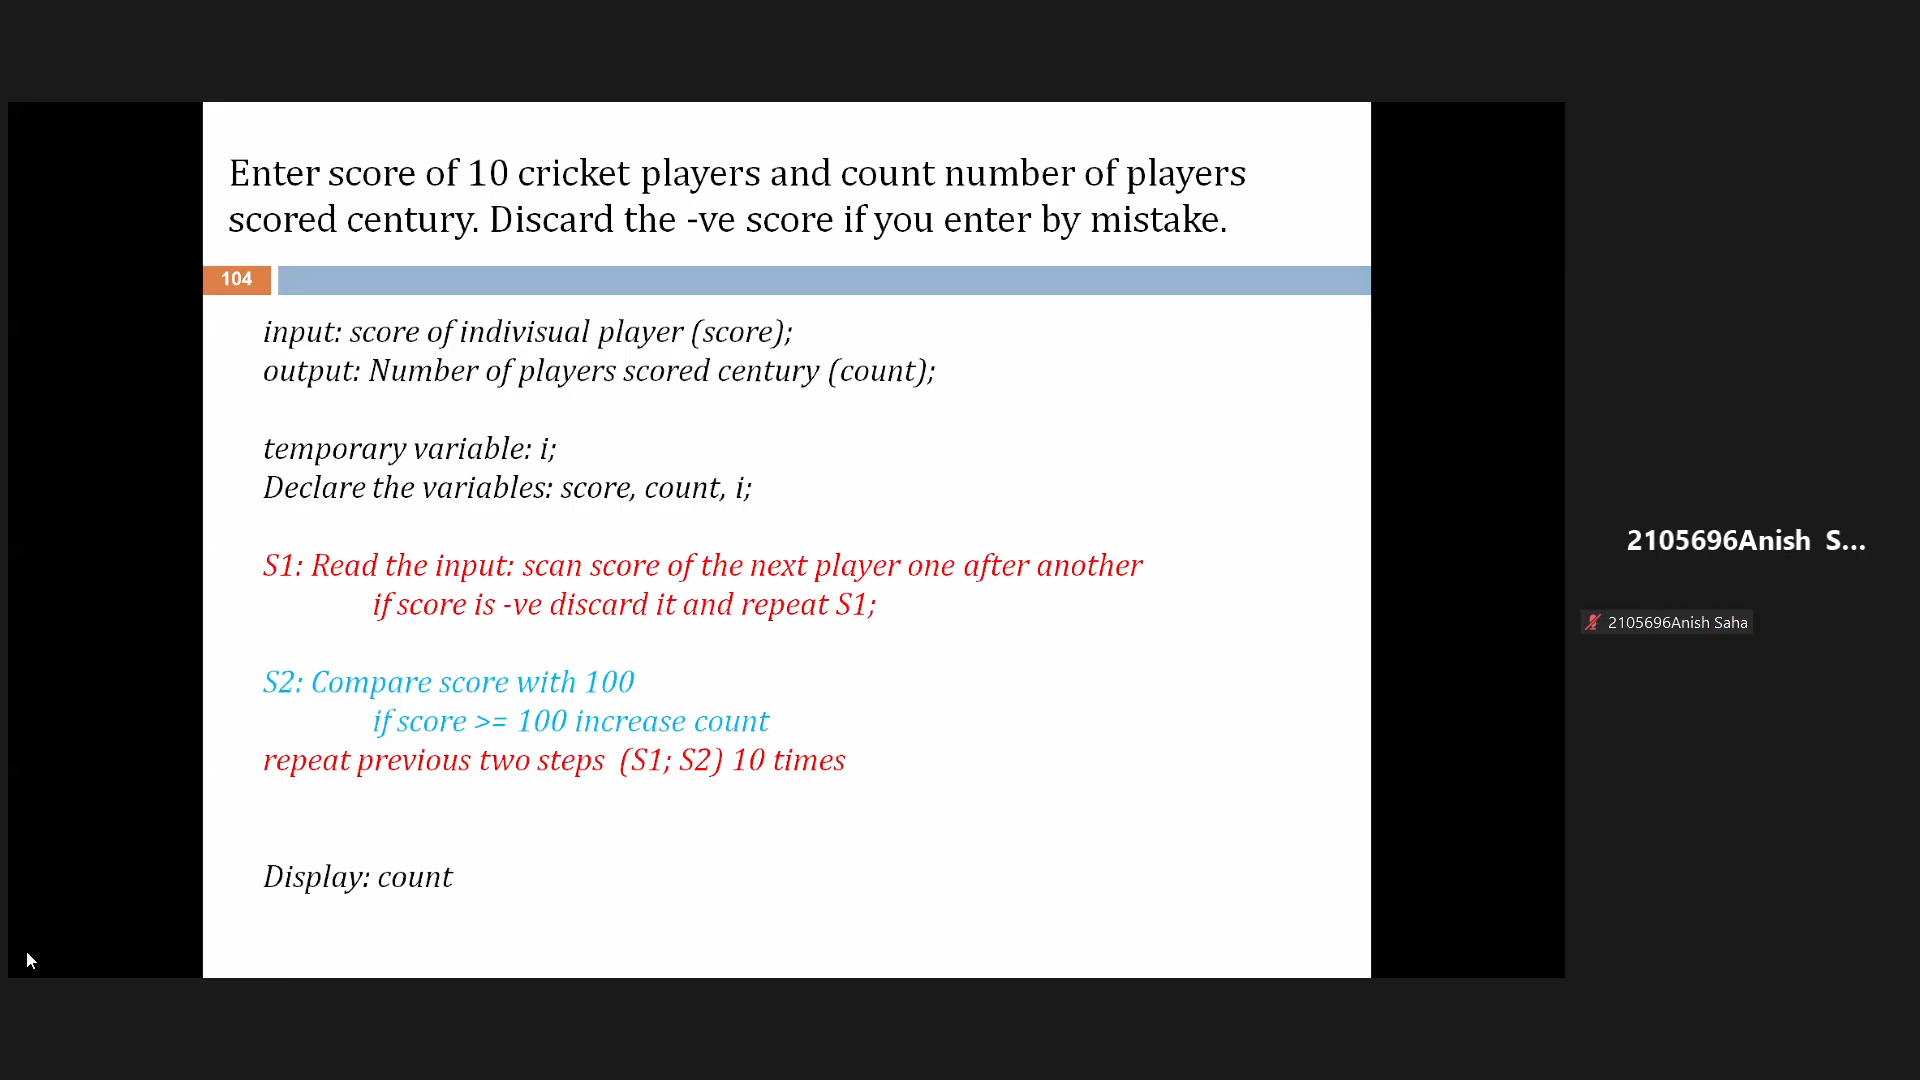 Enter score of 10 cricket players and count number of players
scored century. Discard the -ve score if you enter by mistake.
104
input: score of indivisual player (score);
output: Number of players scored century (count);
temporary variable: i;
Declare the variables: score, count, i;
S1: Read the input: scan score of the next player one after another
if score is -ve discard it and repeat S1;
S2: Compare score with 100
if score >= 100 increase count
repeat previous two steps (S1; S2) 10 times
Display: count
2105696Anish S...
2105696Anish Saha